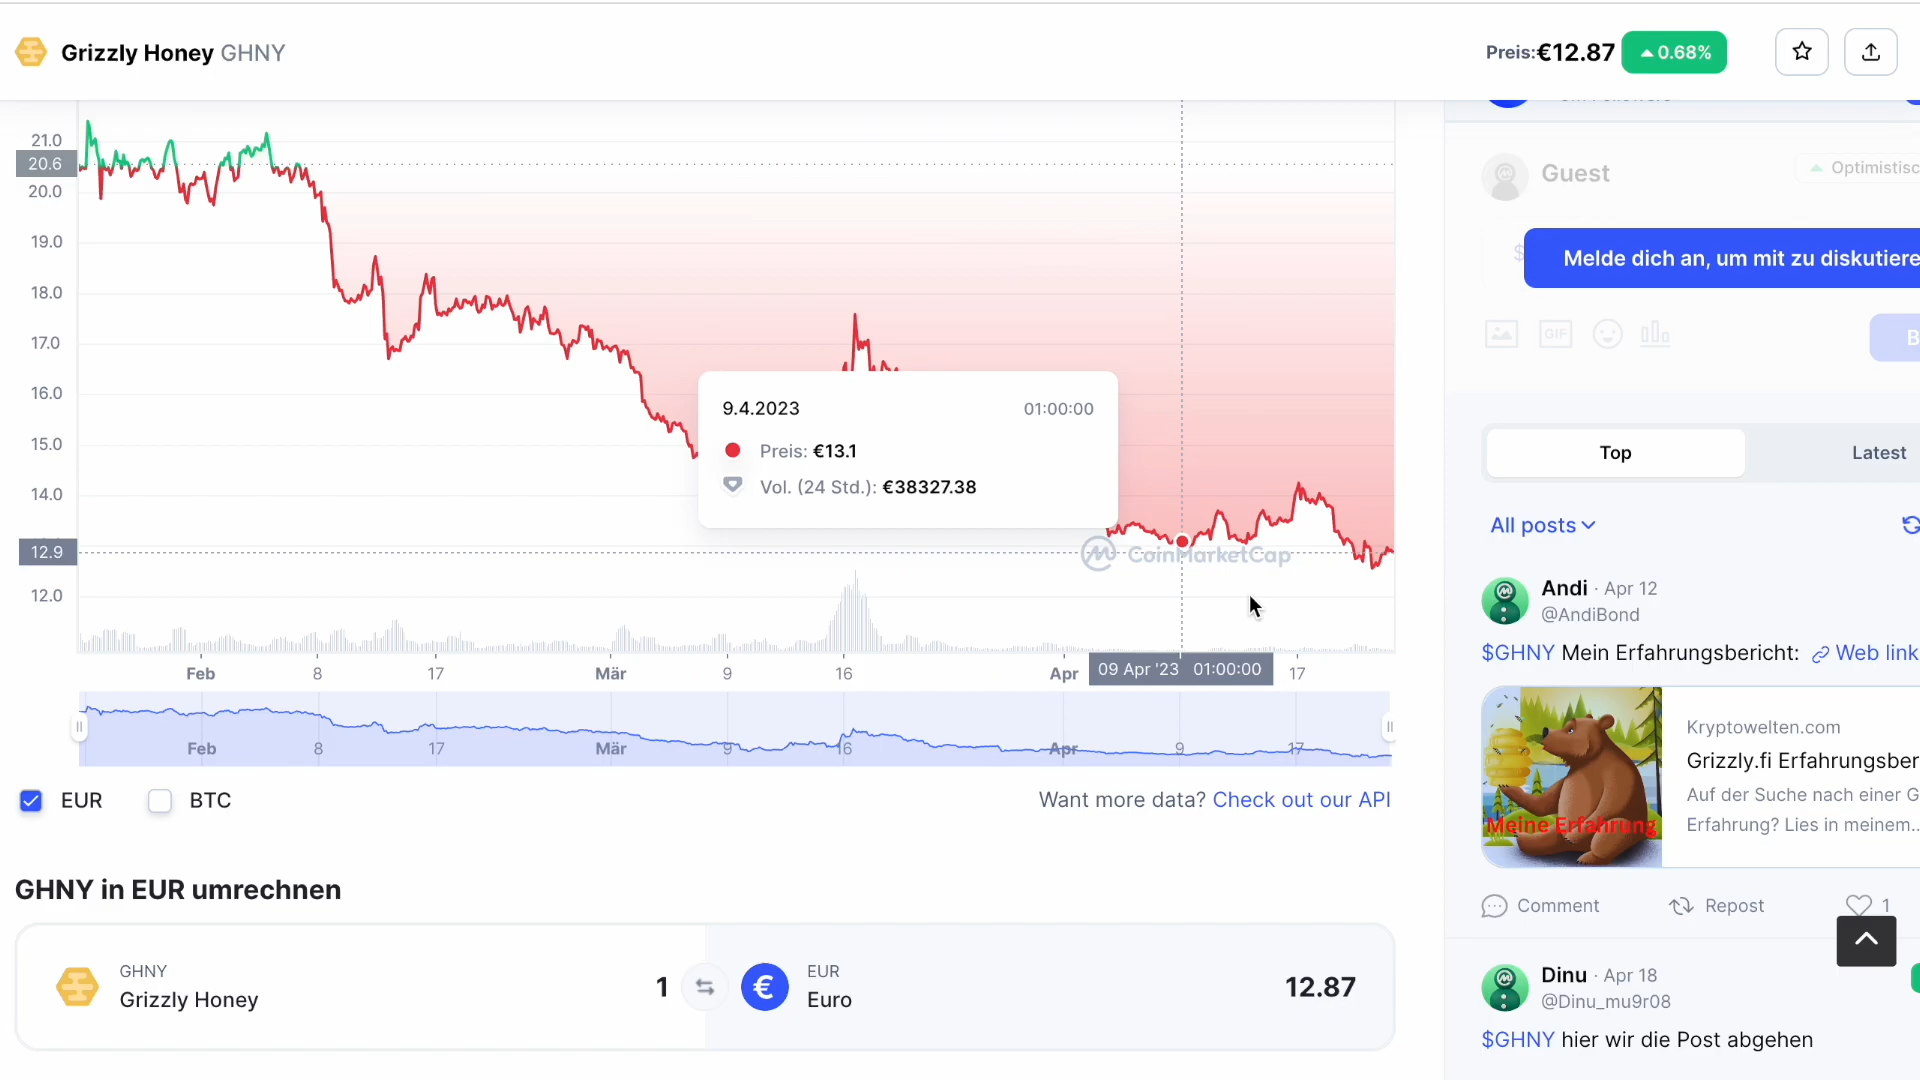 Grizzly Honey GHNY
Preis:€12.87
0.68%
21.0
20.6
20.0
19.0
18.0
17.0
16.0
15.0
14.0
12.9
12.0
9.4.2023 01:00:00
Preis: €13.1
Vol. (24 Std.): €38327.38
CoinMarketCap
Feb 8 17 Mär 9 16 Apr 09 Apr '23 01:00:00 17
Feb 8 17 Mär 9 16 Apr 9 17
EUR BTC
Want more data? Check out our API
GHNY in EUR umrechnen
GHNY
Grizzly Honey
1
€
EUR
Euro
12.87
Guest
Optimistisc
$
Melde dich an, um mit zu diskutiere
GIF
B
Top Latest
All posts
Andi · Apr 12
@AndiBond
$GHNY Mein Erfahrungsbericht: Web link
Meine Erfahrung
Kryptowelten.com
Grizzly.fi Erfahrungsber
Auf der Suche nach einer G
Erfahrung? Lies in meinem...
Comment Repost 1
Dinu · Apr 18
@Dinu_mu9r08
$GHNY hier wir die Post abgehen